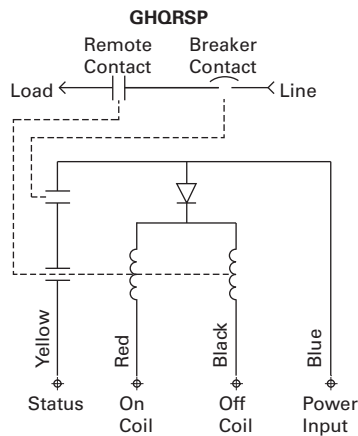 GHQRSP
Remote Contact
Breaker Contact
Load
Line
Yellow
Red
Black
Blue
Status
On Coil
Off Coil
Power Input